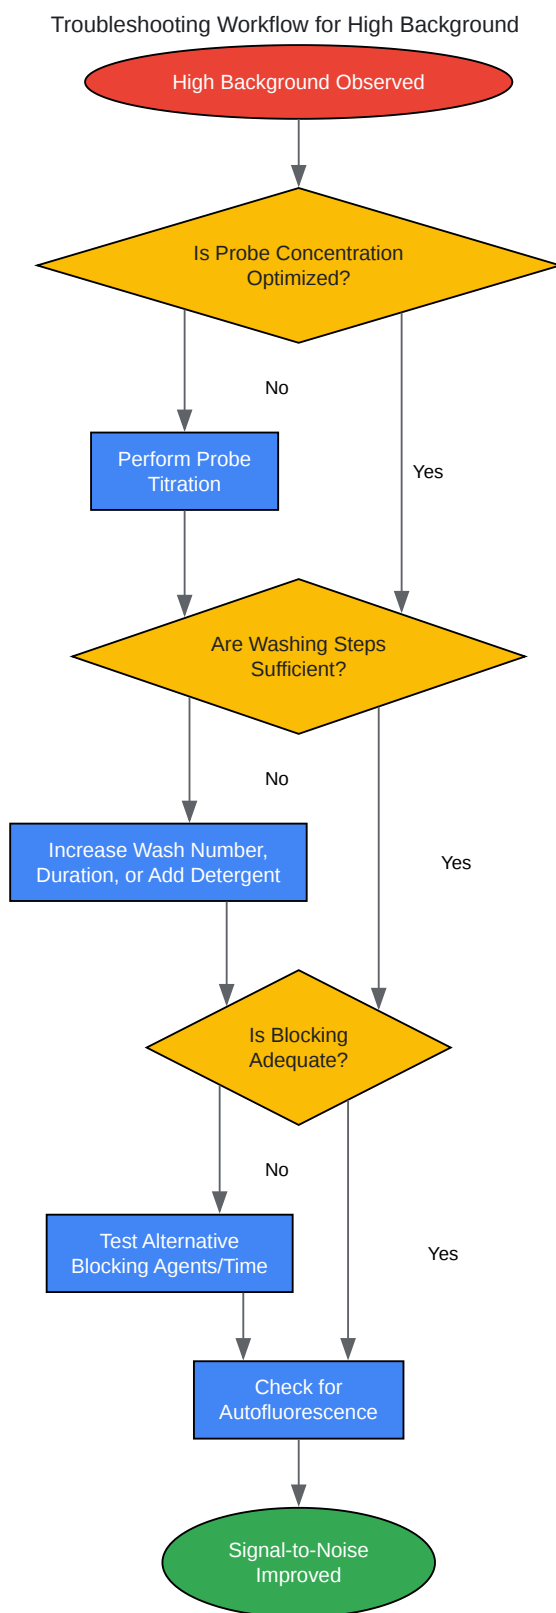 Troubleshooting Workflow for High Background
High Background Observed
Is Probe Concentration
Optimized?
No
Perform Probe
Titration
Yes
Are Washing Steps
Sufficient?
No
Increase Wash Number,
Duration, or Add Detergent
Yes
Is Blocking
Adequate?
No
Test Alternative
Blocking Agents/Time
Yes
Check for
Autofluorescence
Signal-to-Noise
Improved